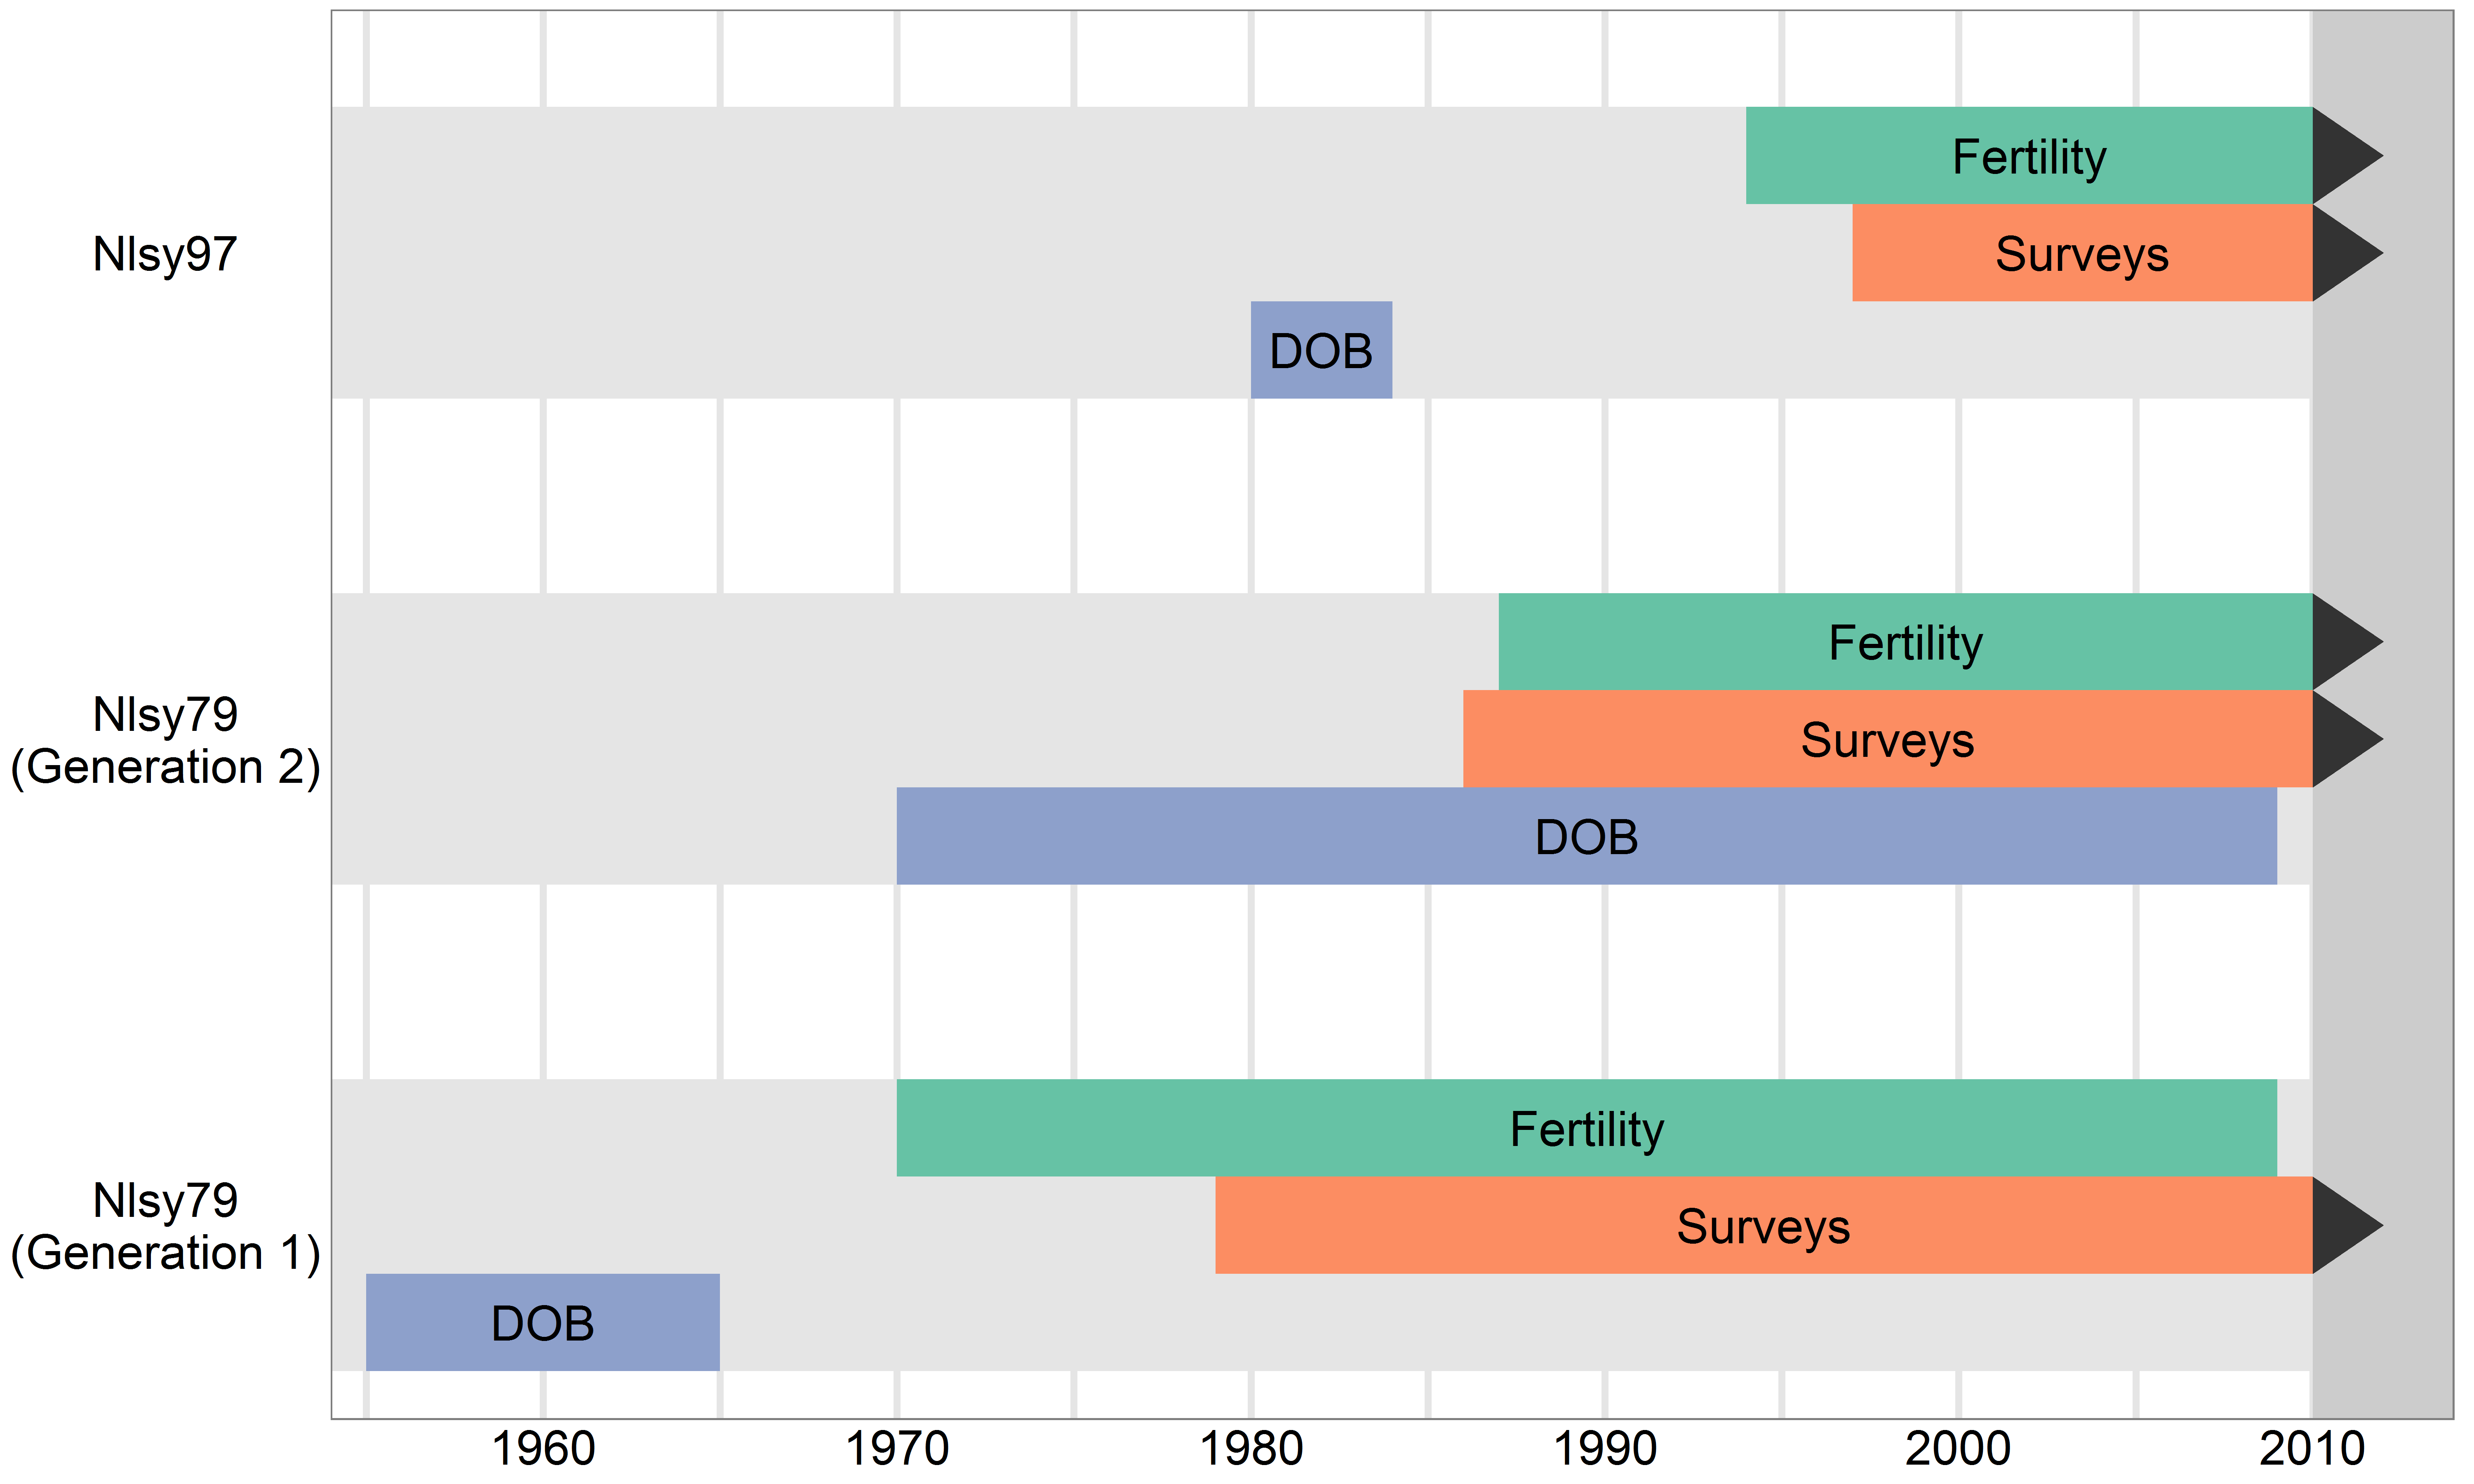 Nlsy97
Fertility
Surveys
DOB
Nlsy79
(Generation 2)
Fertility
Surveys
DOB
Nlsy79
(Generation 1)
Fertility
Surveys
DOB
1960
1970
1980
1990
2000
2010